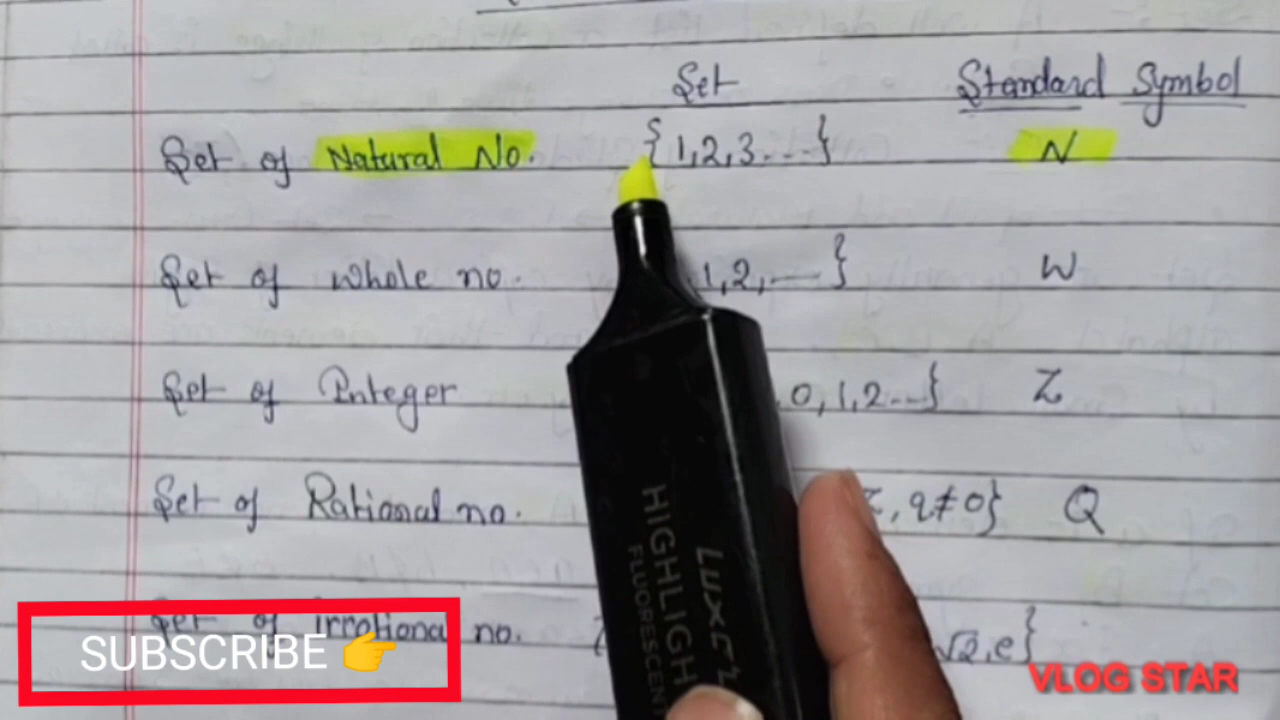 Set Standard Symbol
Set of Natural No. {1,2,3....} N
Set of Whole no. 1,2,.... } W
Set of Integer 0,1,2...} Z
Set of Rational no. Z, q≠0} Q
Set of Irrational no. { √2, e}
SUBSCRIBE 👉
VLOG STAR
LUXOR
HIGHLIGH
FLUORESCENT